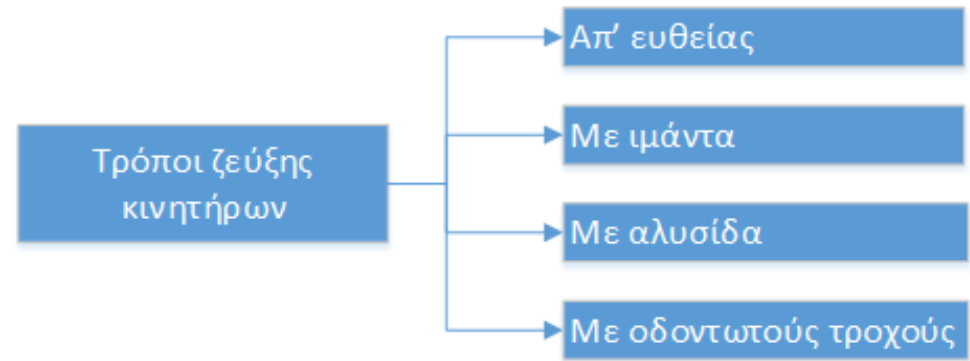 Τρόποι ζεύξης
κινητήρων
Απ’ ευθείας
Με ιμάντα
Με αλυσίδα
Με οδοντωτούς τροχούς